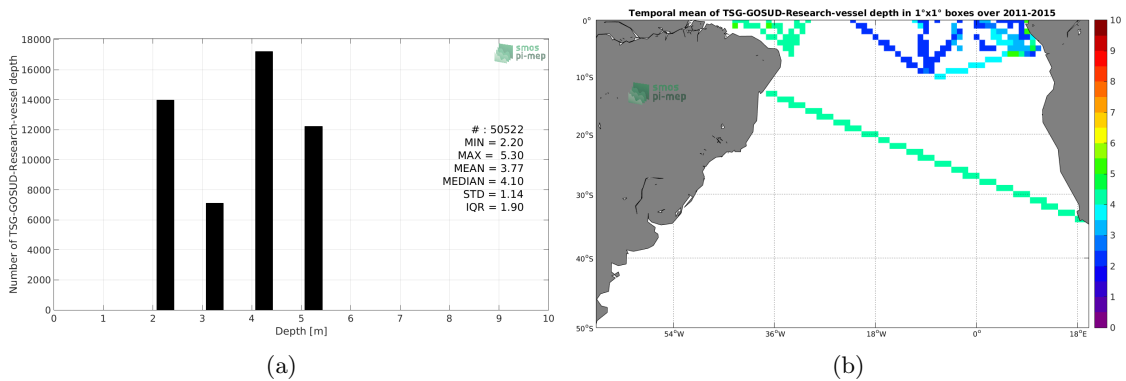 18000
16000
14000
12000
10000
8000
6000
4000
2000
0
Number of TSG-GOSUD-Research-vessel depth
smos
pi-mep
# : 50522
MIN = 2.20
MAX = 5.30
MEAN = 3.77
MEDIAN = 4.10
STD = 1.14
IQR = 1.90
0 1 2 3 4 5 6 7 8 9 10
Depth [m]
(a)
Temporal mean of TSG-GOSUD-Research-vessel depth in 1°x1° boxes over 2011-2015
0°
10°S
20°S
30°S
40°S
50°S
smos
pi-mep
54°W 36°W 18°W 0° 18°E
10
9
8
7
6
5
4
3
2
1
0
(b)